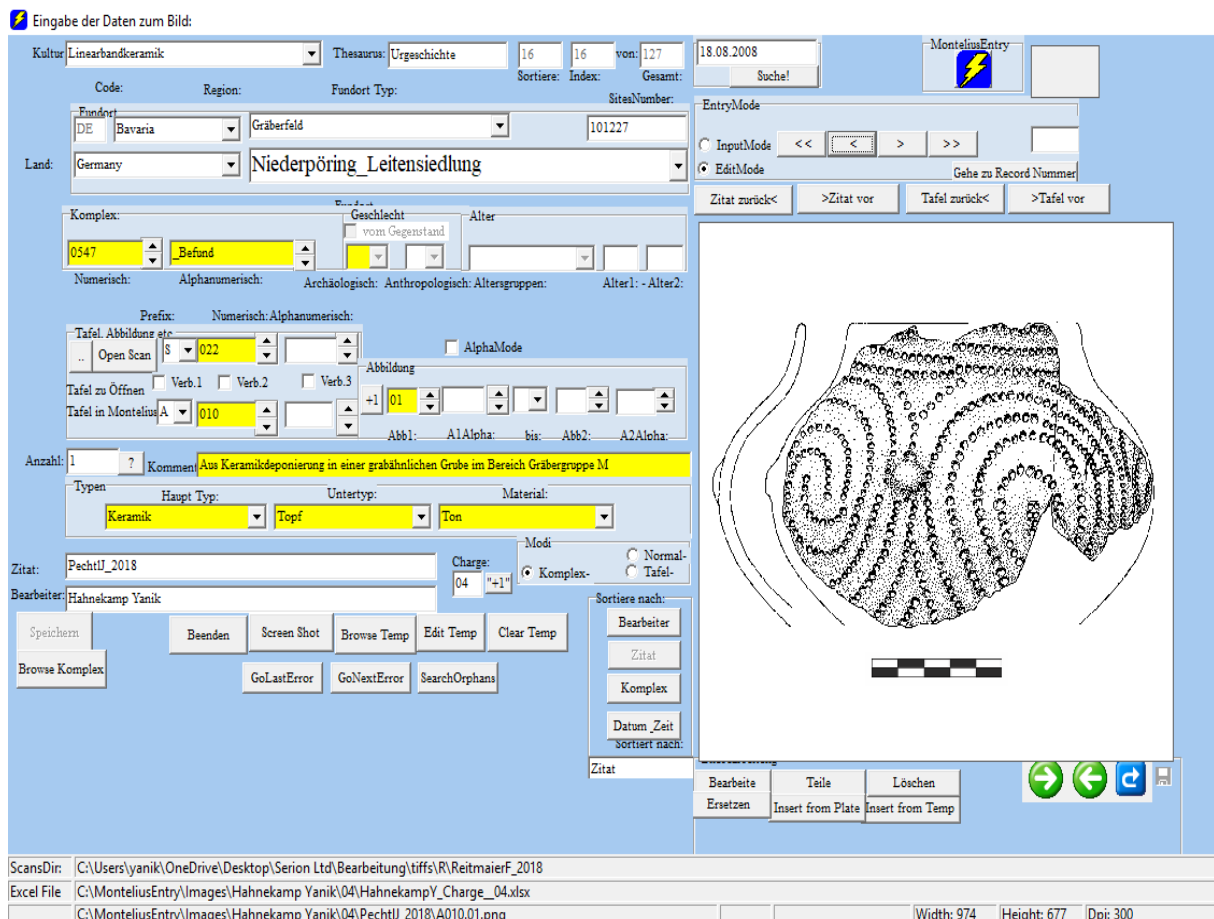 Eingabe der Daten zum Bild:
Kultur Linearbandkeramik Thesaurus: Urgeschichte 16 16 von: 127 18.08.2008 MonteliusEntry
Sortiere: Index: Gesamt: Suche!
Code: Region: Fundort Typ: SitesNumber:
Fundort
DE Bavaria Gräberfeld 101227
Land: Germany Niederpöring_Leitensiedlung
EntryMode
InputMode << < > >>
EditMode Gehe zu Record Nummer
Zitat zurück< >Zitat vor Tafel zurück< >Tafel vor
Komplex: Geschlecht Alter
vom Gegenstand
0547 _Befund
Numerisch: Alphanumerisch: Archäologisch: Anthropologisch: Altersgruppen: Alter1: - Alter2:
Prefix: Numerisch: Alphanumerisch:
Tafel, Abbildung etc
.. Open Scan S 022 AlphaMode
Tafel zu Öffnen Verb.1 Verb.2 Verb.3 Abbildung
Tafel in Montelius A 010 +1 01
Abb1: A1Alpha: bis: Abb2: A2Alpha:
Anzahl: 1 ? Komment Aus Keramikdeponierung in einer grabähnlichen Grube im Bereich Gräbergruppe M
Typen Haupt Typ: Untertyp: Material:
Keramik Topf Ton
Zitat: PechtlJ_2018 Charge: 04 "+1"
Modi
Normal-
Komplex- Tafel-
Bearbeiter: Hahnekamp Yanik
Sortiere nach:
Bearbeiter
Zitat
Komplex
Datum_Zeit
Sortiert nach:
Zitat
Speichern Beenden Screen Shot Browse Temp Edit Temp Clear Temp
Browse Komplex GoLastError GoNextError SearchOrphans
Bearbeite Teile Löschen
Ersetzen Insert from Plate Insert from Temp
ScansDir: C:\Users\yanik\OneDrive\Desktop\Serion Ltd\Bearbeitung\tiffs\R\ReitmaierF_2018
Excel File C:\MonteliusEntry\Images\Hahnekamp Yanik\04\HahnekampY_Charge__04.xlsx
C:\MonteliusEntry\Images\Hahnekamp Yanik\04\PechtlJ_2018\A010,01.png Width: 974 Height: 677 Dpi: 300